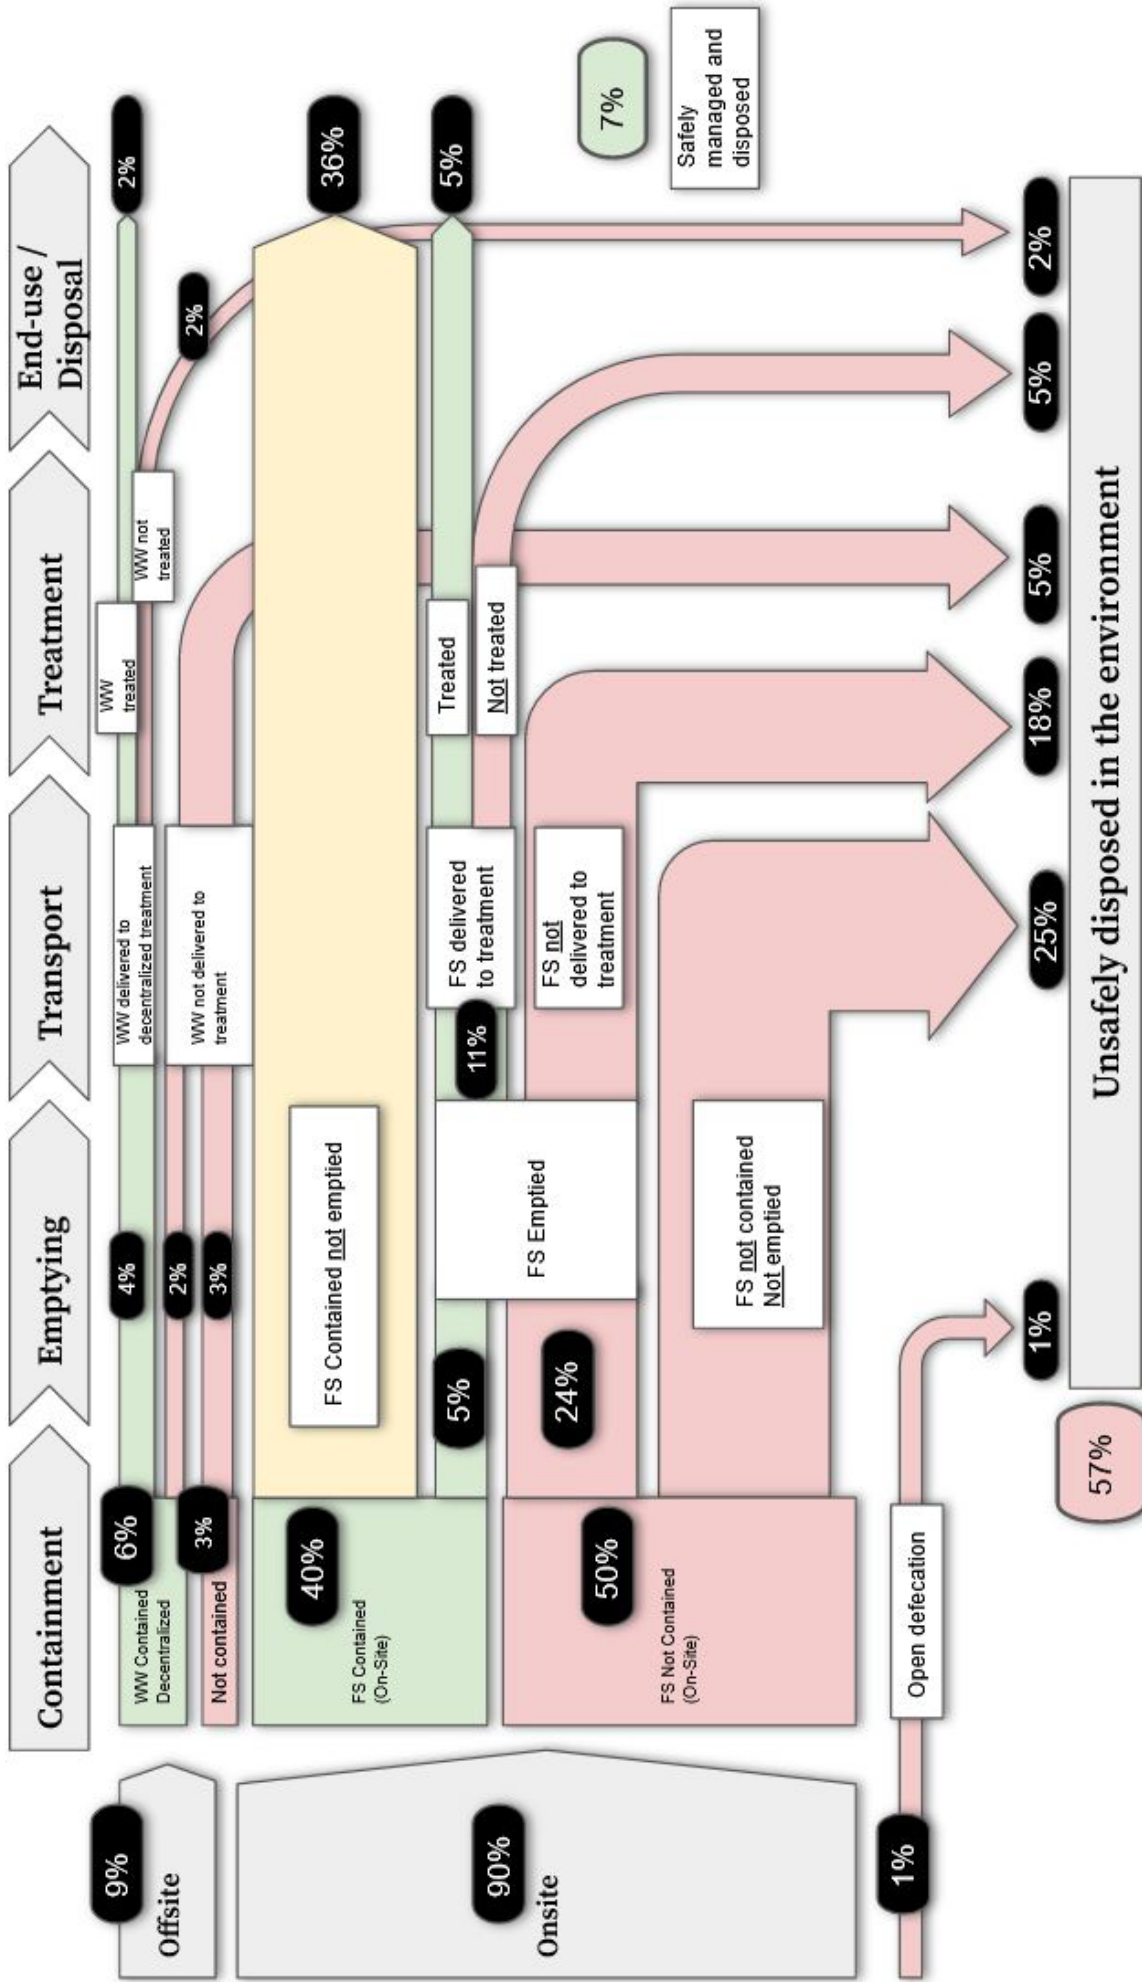 Containment
Emptying
Transport
Treatment
End-use /
Disposal
9%
Offsite
6%
WW Contained
Decentralized
3%
Not contained
4%
2%
3%
WW delivered to
decentralized treatment
WW not delivered to
treatment
WW
treated
WW not
treated
2%
2%
90%
Onsite
40%
FS Contained
(On-Site)
FS Contained not emptied
36%
5%
FS Emptied
11%
FS delivered
to treatment
Treated
Not treated
5%
50%
FS Not Contained
(On-Site)
24%
FS not
delivered to
treatment
FS not contained
Not emptied
7%
Safely
managed and
disposed
1%
Open defecation
1%
25%
18%
5%
5%
2%
57%
Unsafely disposed in the environment